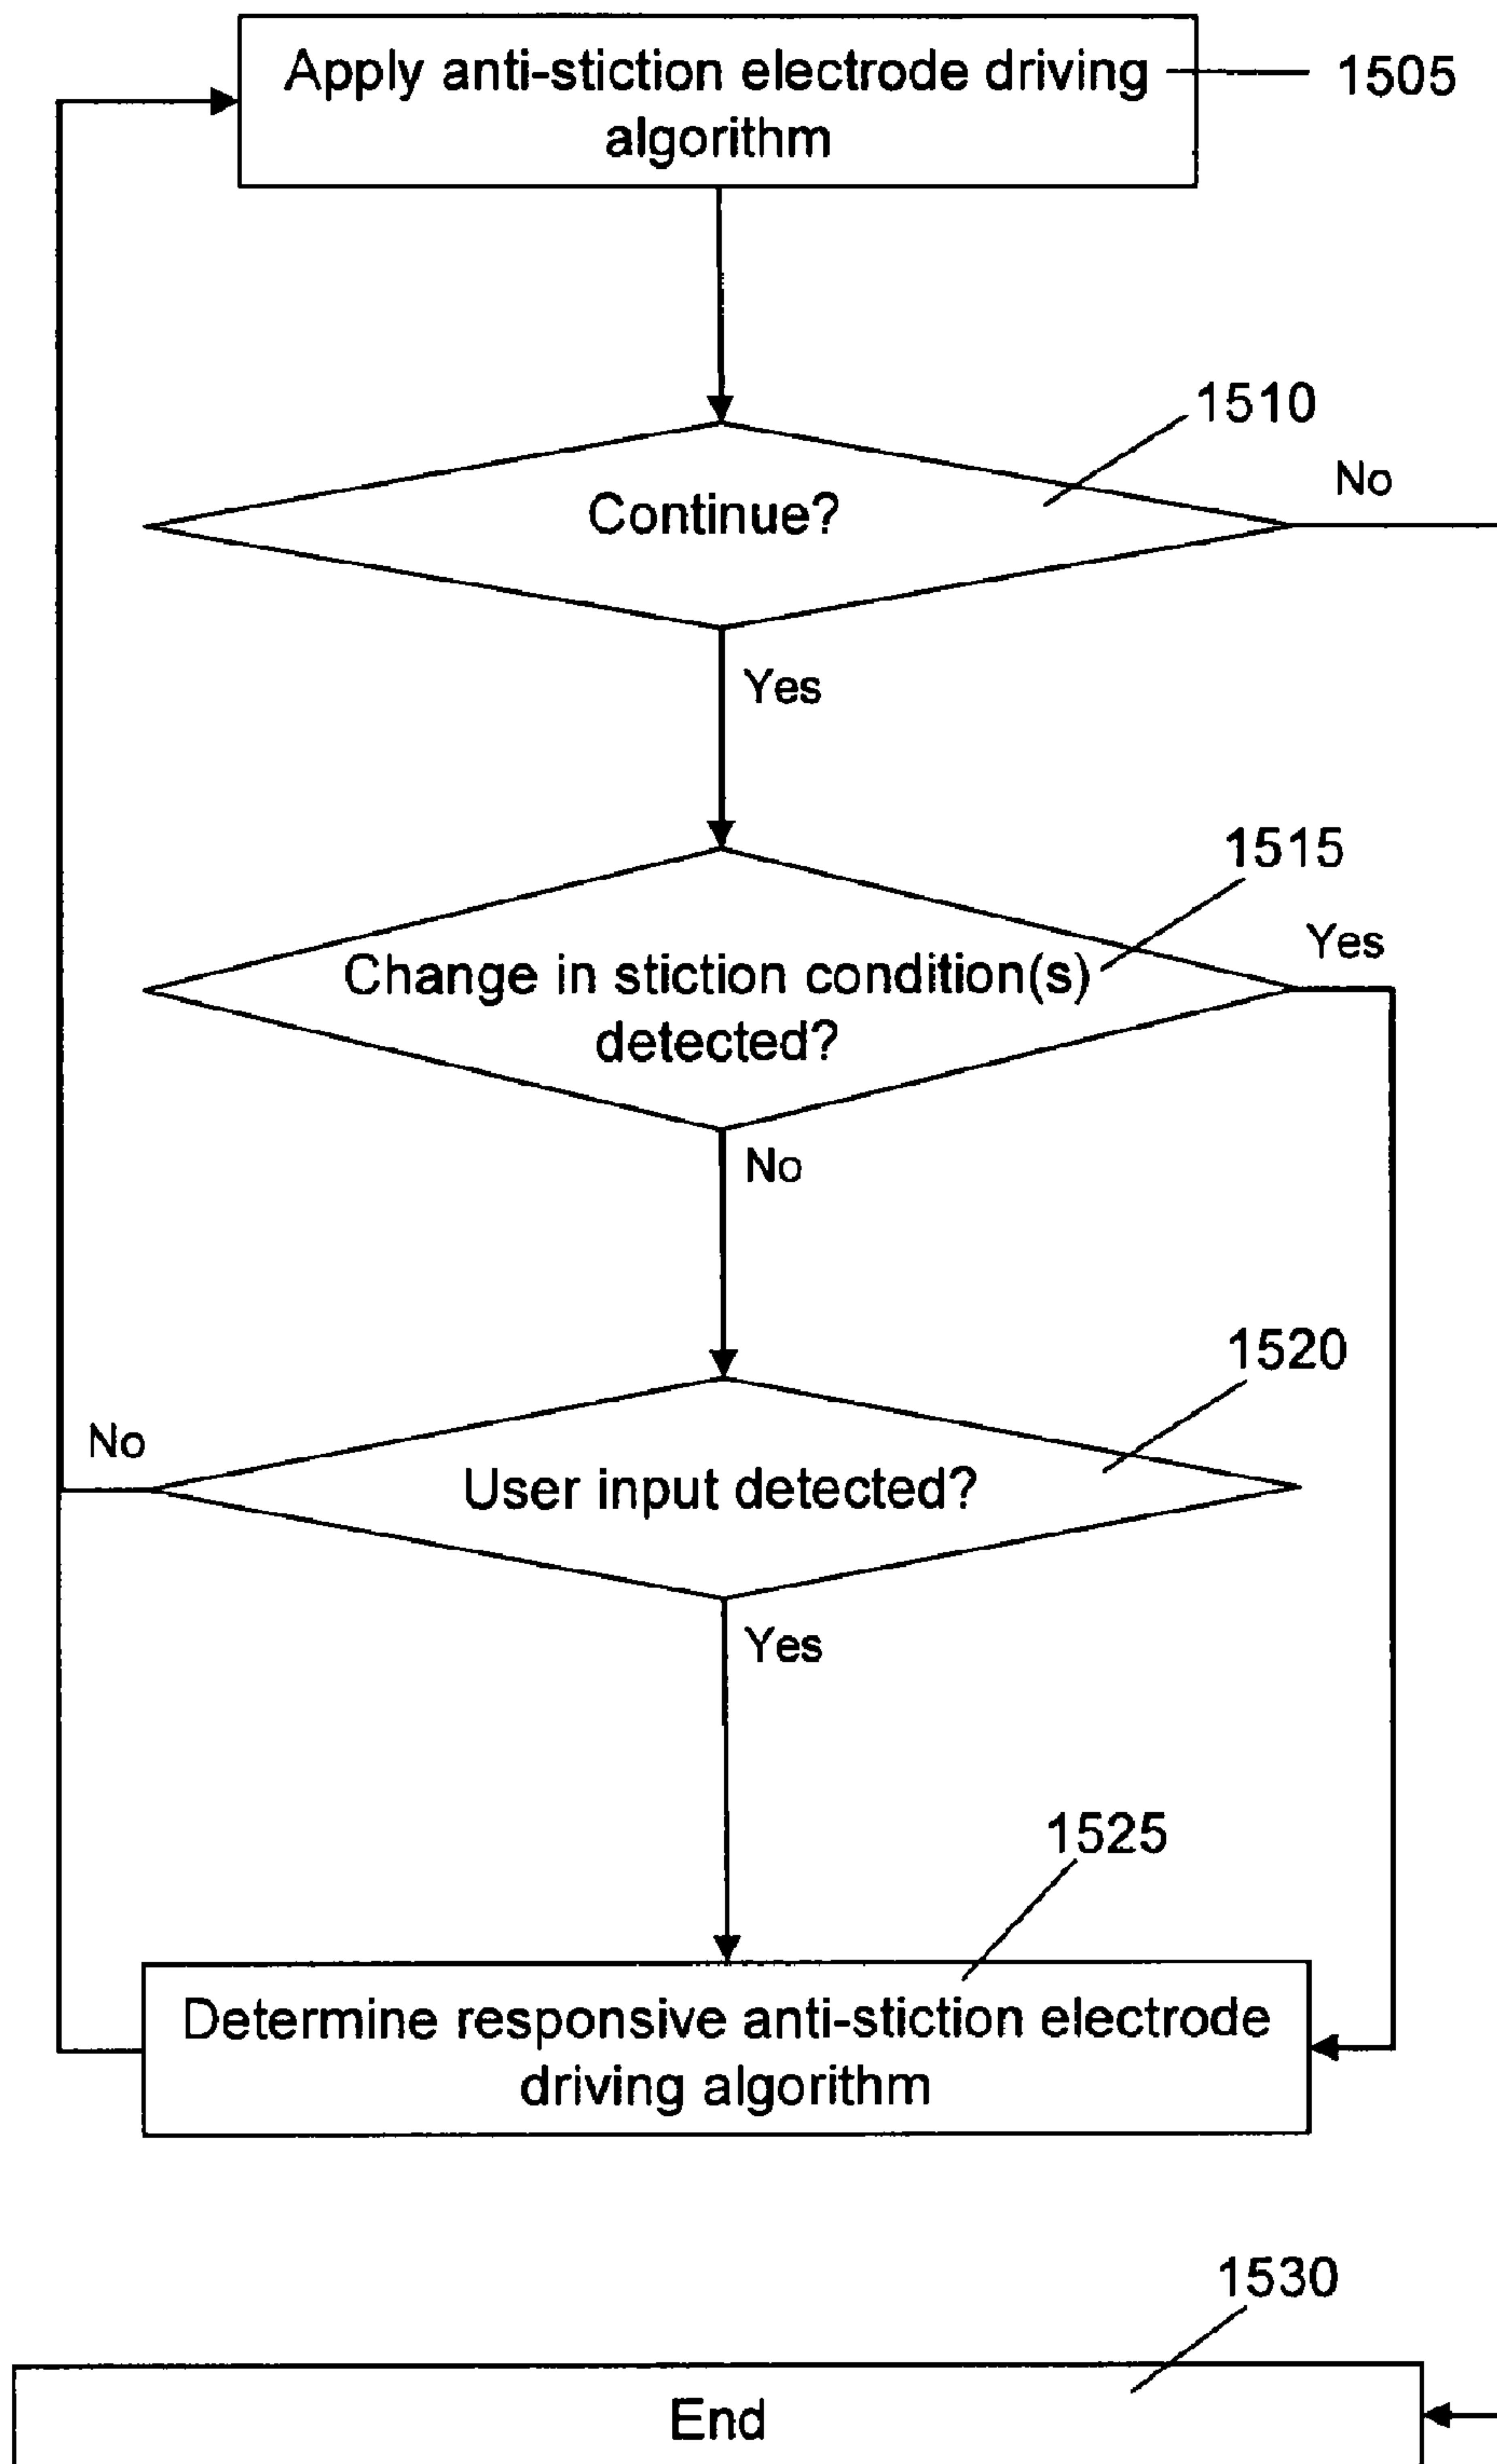 Apply anti-stiction electrode driving
algorithm
1505
1510
Continue?
No
Yes
1515
Change in stiction condition(s)
detected?
Yes
No
1520
No
User input detected?
Yes
1525
Determine responsive anti-stiction electrode
driving algorithm
1530
End